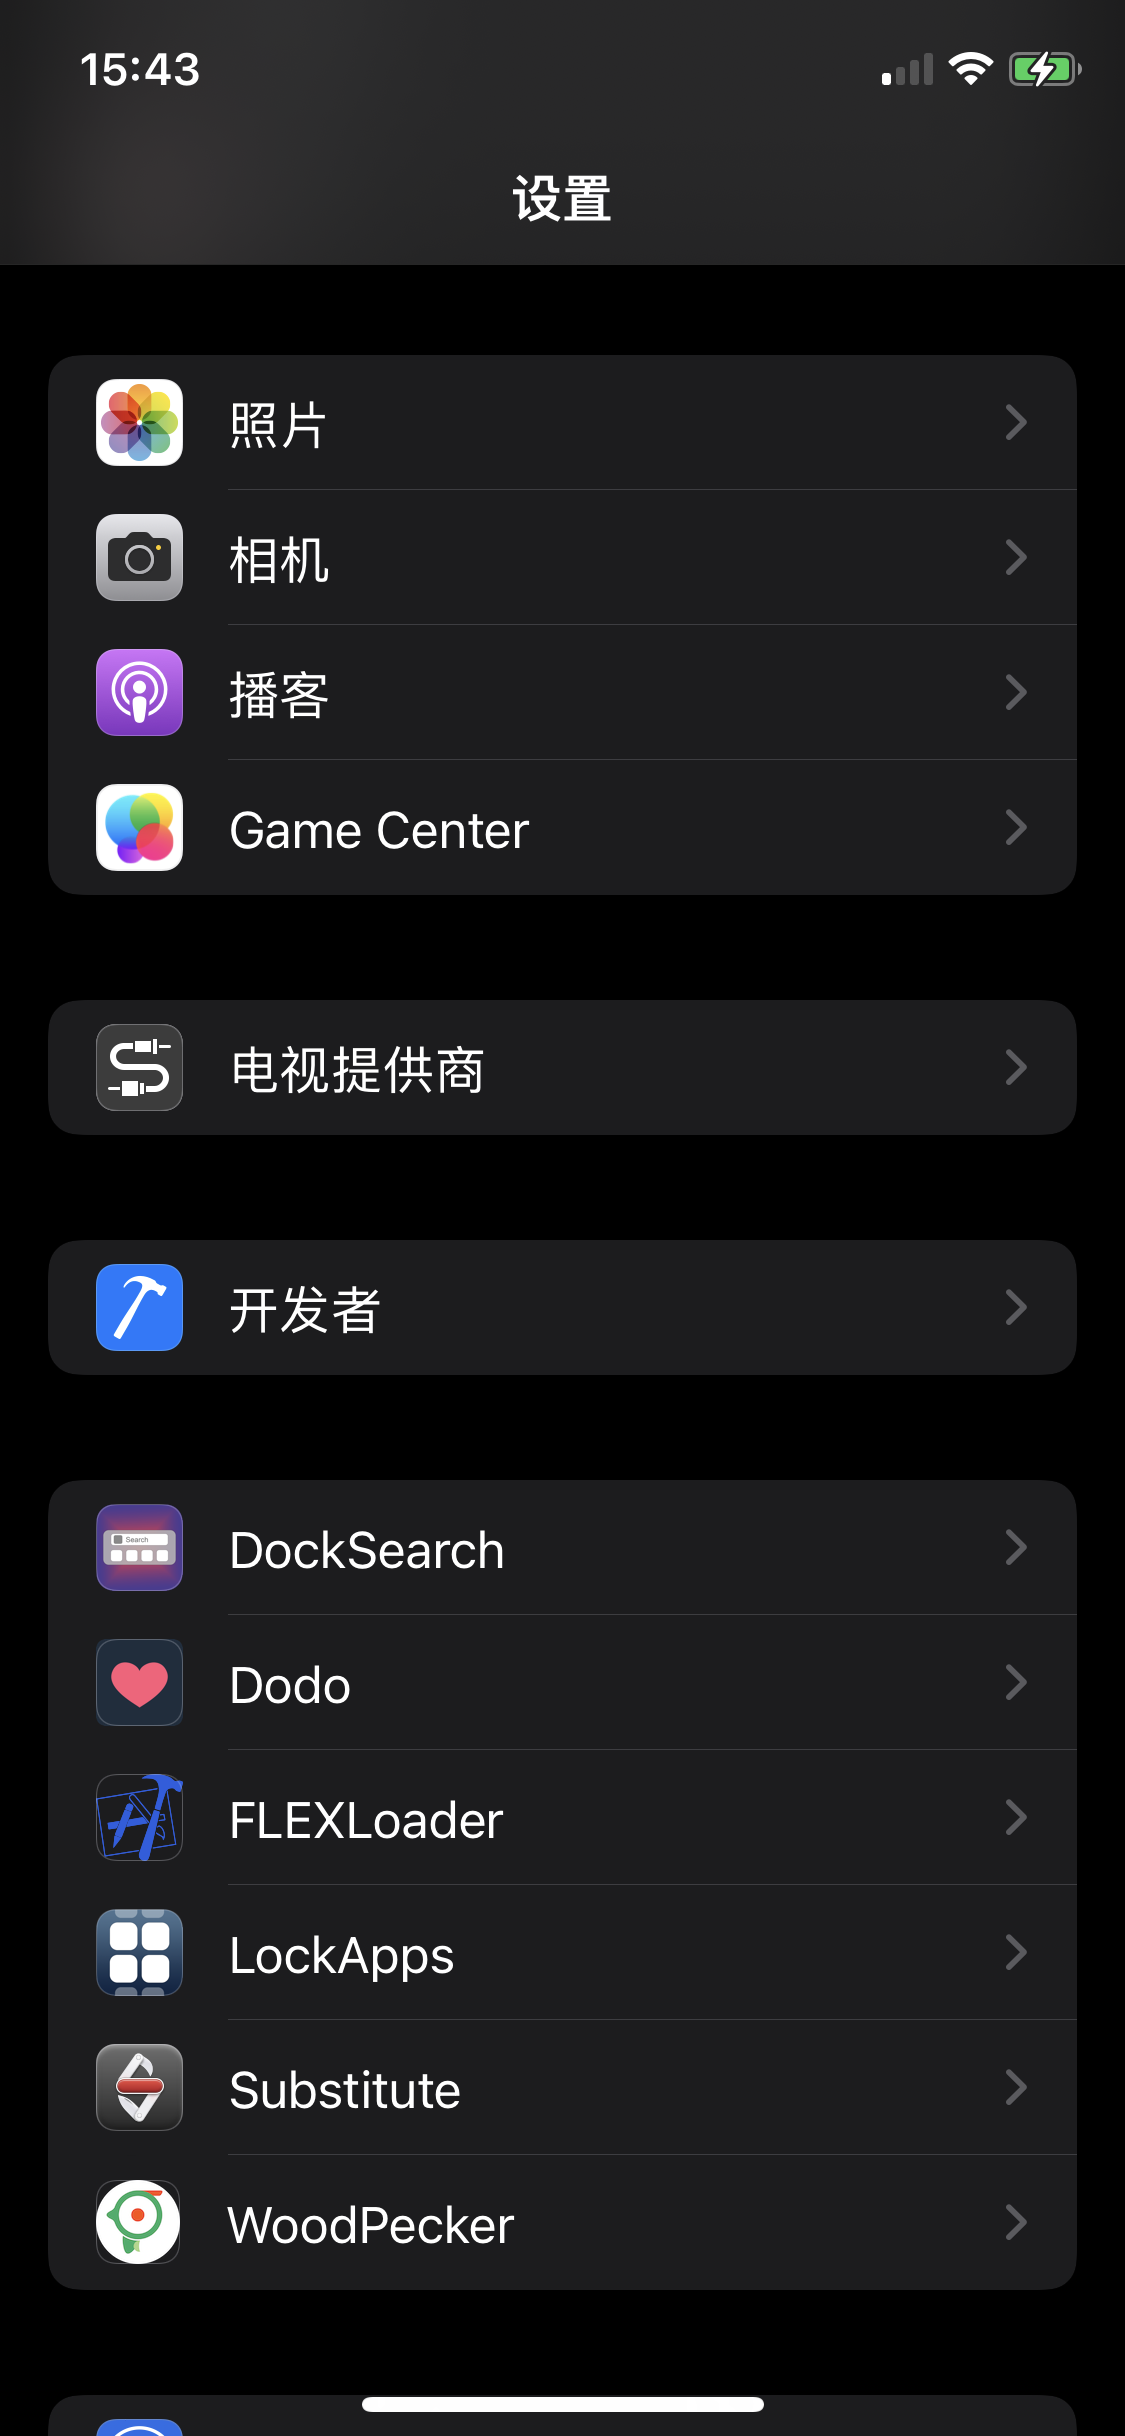 15:43
设置
照片
相机
播客
Game Center
电视提供商
开发者
Search
DockSearch
Dodo
FLEXLoader
LockApps
Substitute
WoodPecker